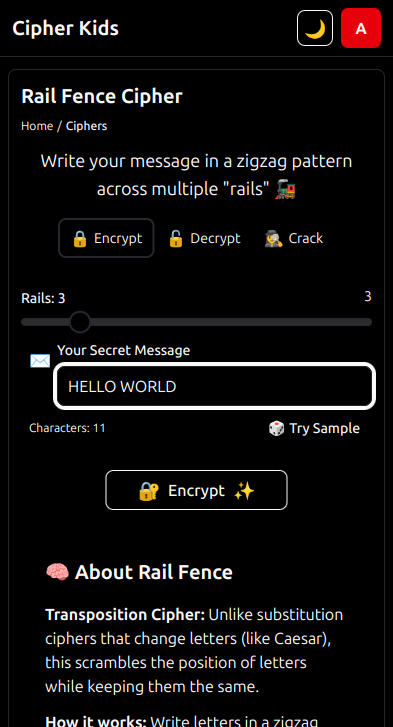 Cipher Kids
A
Rail Fence Cipher
Home / Ciphers
Write your message in a zigzag pattern
across multiple "rails" 🚂
🔒 Encrypt 🔓 Decrypt 🕵️ Crack
Rails: 3 3
Your Secret Message
HELLO WORLD
Characters: 11 🎲 Try Sample
🔐 Encrypt ✨
🧠 About Rail Fence
Transposition Cipher: Unlike substitution
ciphers that change letters (like Caesar),
this scrambles the position of letters
while keeping them the same.
How it works: Write letters in a zigzag